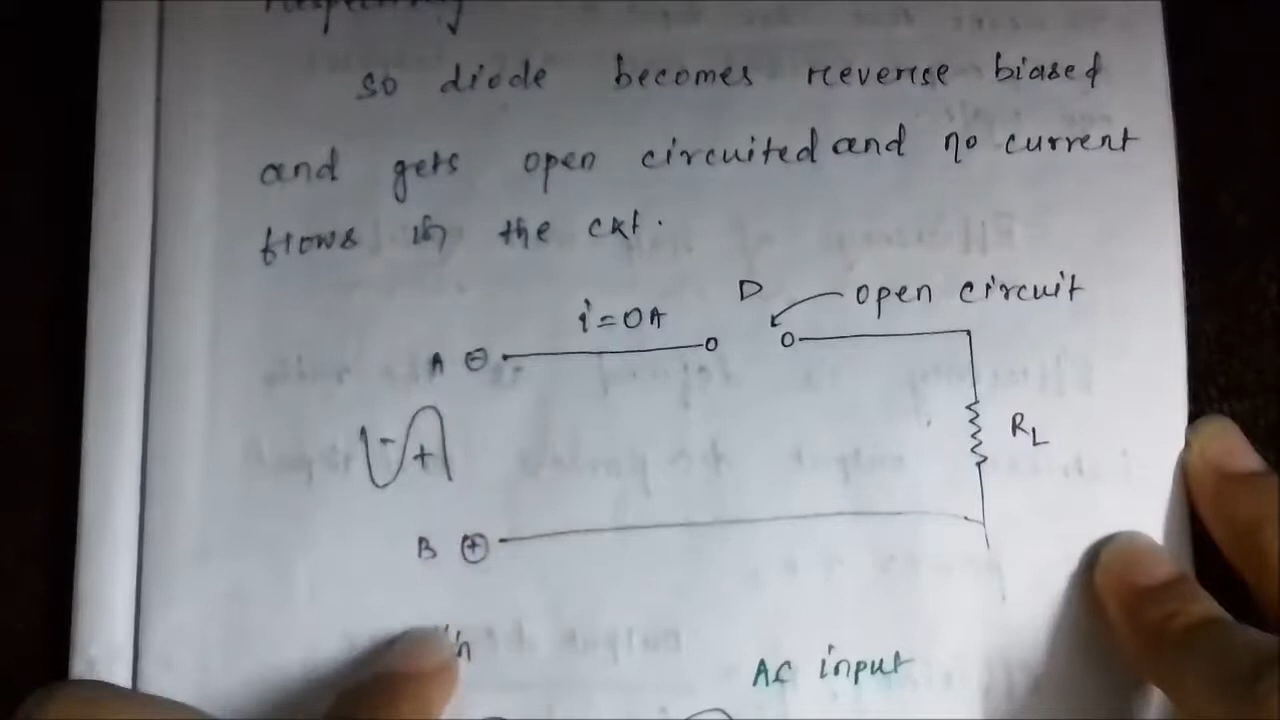 so diode becomes reverse biased
and gets open circuited and no current
flows in the ckt.
D open circuit
i = 0A
A ⊖
RL
- +
B ⊕
AC input